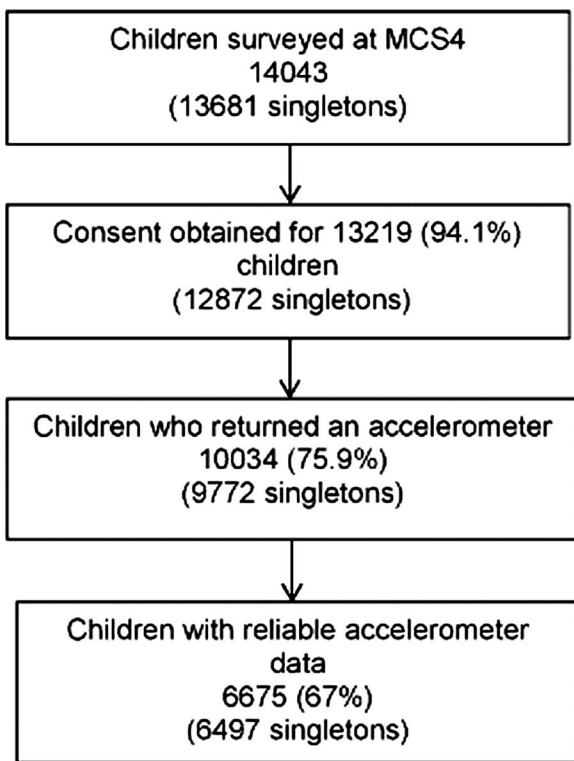 Children surveyed at MCS4
14043
(13681 singletons)
Consent obtained for 13219 (94.1%)
children
(12872 singletons)
Children who returned an accelerometer
10034 (75.9%)
(9772 singletons)
Children with reliable accelerometer
data
6675 (67%)
(6497 singletons)